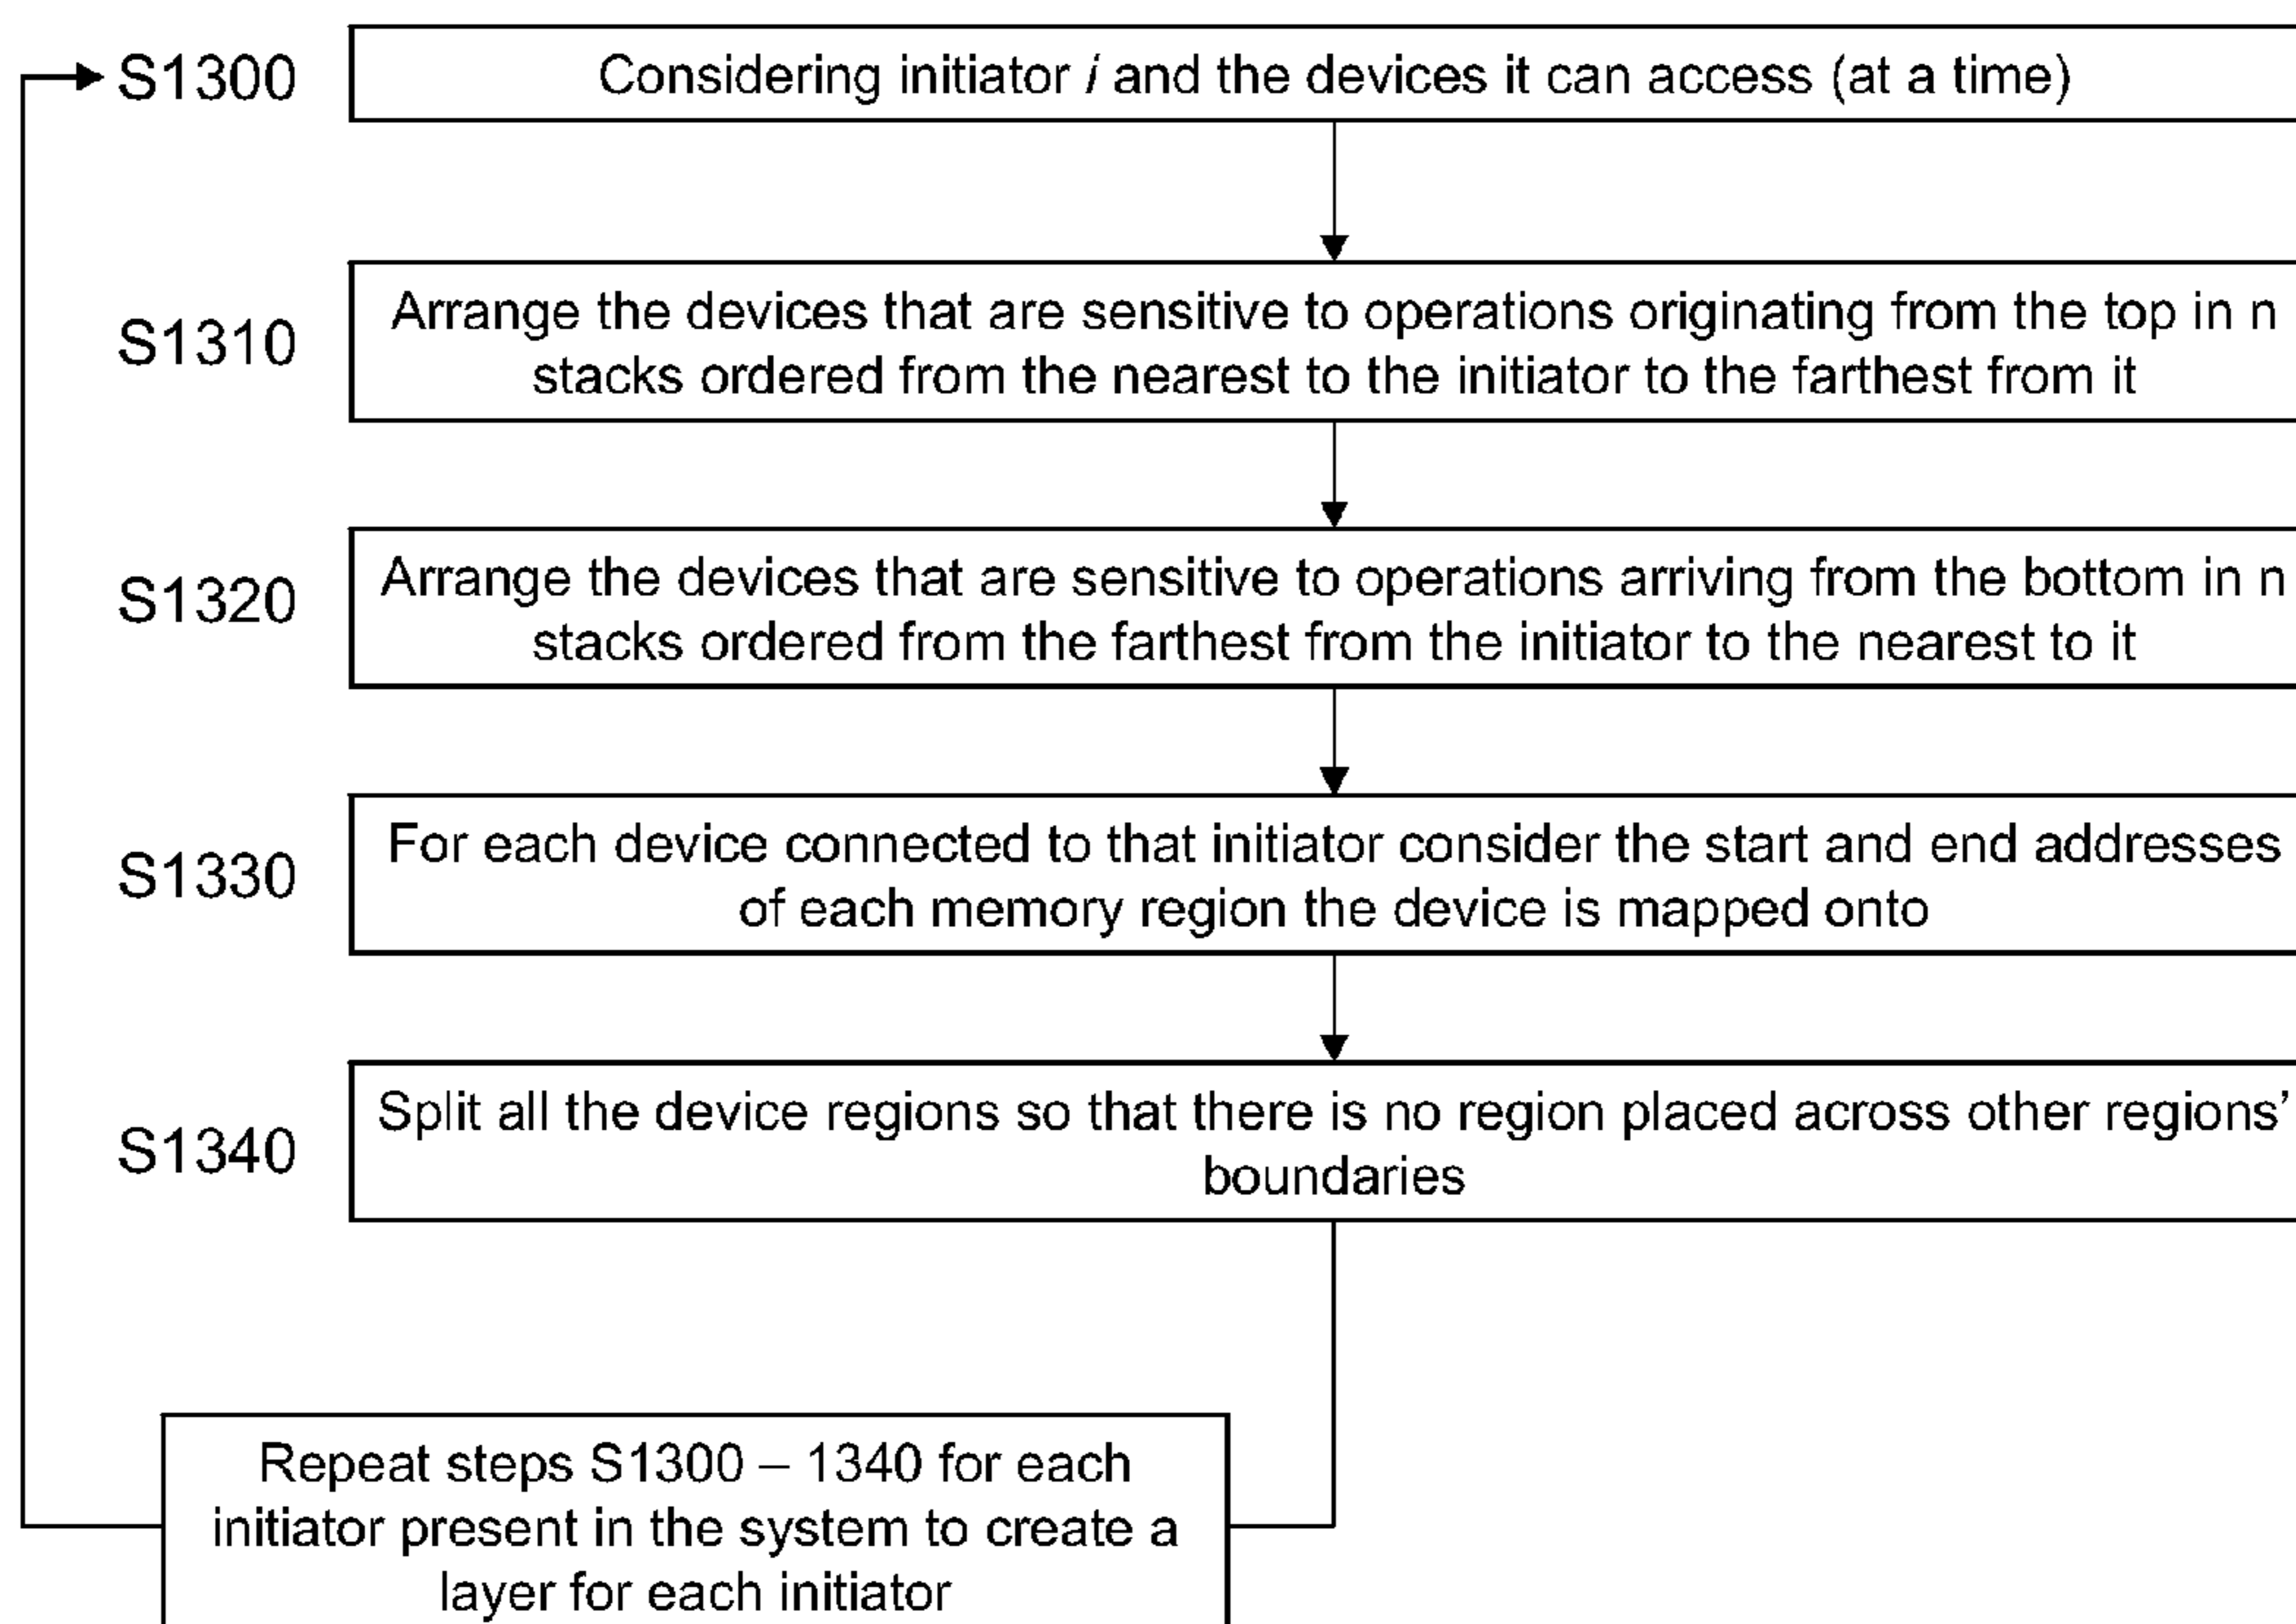 S1300
Considering initiator i and the devices it can access (at a time)
S1310
Arrange the devices that are sensitive to operations originating from the top in n
stacks ordered from the nearest to the initiator to the farthest from it
S1320
Arrange the devices that are sensitive to operations arriving from the bottom in n
stacks ordered from the farthest from the initiator to the nearest to it
S1330
For each device connected to that initiator consider the start and end addresses
of each memory region the device is mapped onto
S1340
Split all the device regions so that there is no region placed across other regions’
boundaries
Repeat steps S1300 – 1340 for each
initiator present in the system to create a
layer for each initiator